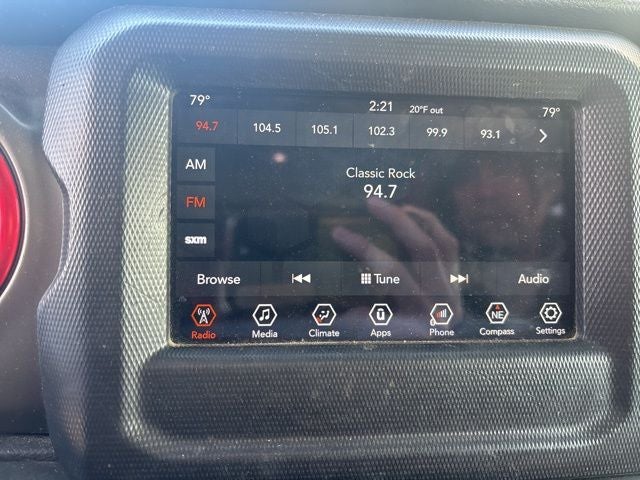 79° 2:21 20°F out 79°
94.7 104.5 105.1 102.3 99.9 93.1
AM
Classic Rock
94.7
FM
sxm
Browse Tune Audio
NE
Radio Media Climate Apps Phone Compass Settings